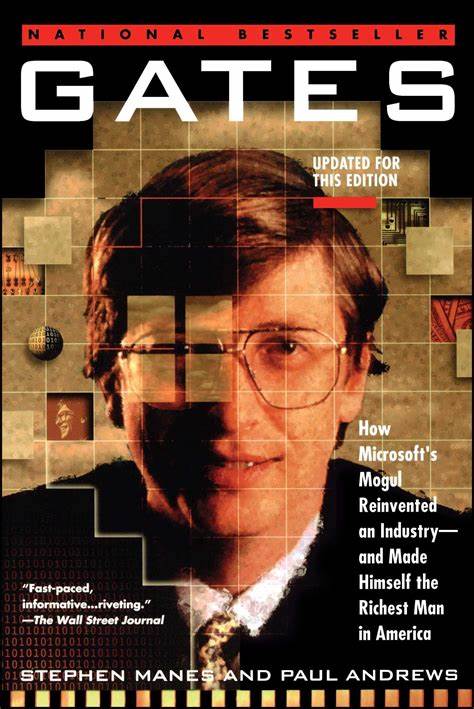 NATIONAL BESTSELLER
GATES
UPDATED FOR
THIS EDITION
How
Microsoft's
Mogul
Reinvented
an Industry—
and Made
Himself the
Richest Man
in America
"Fast-paced,
informative...riveting."
—The Wall Street Journal
STEPHEN MANES AND PAUL ANDREWS